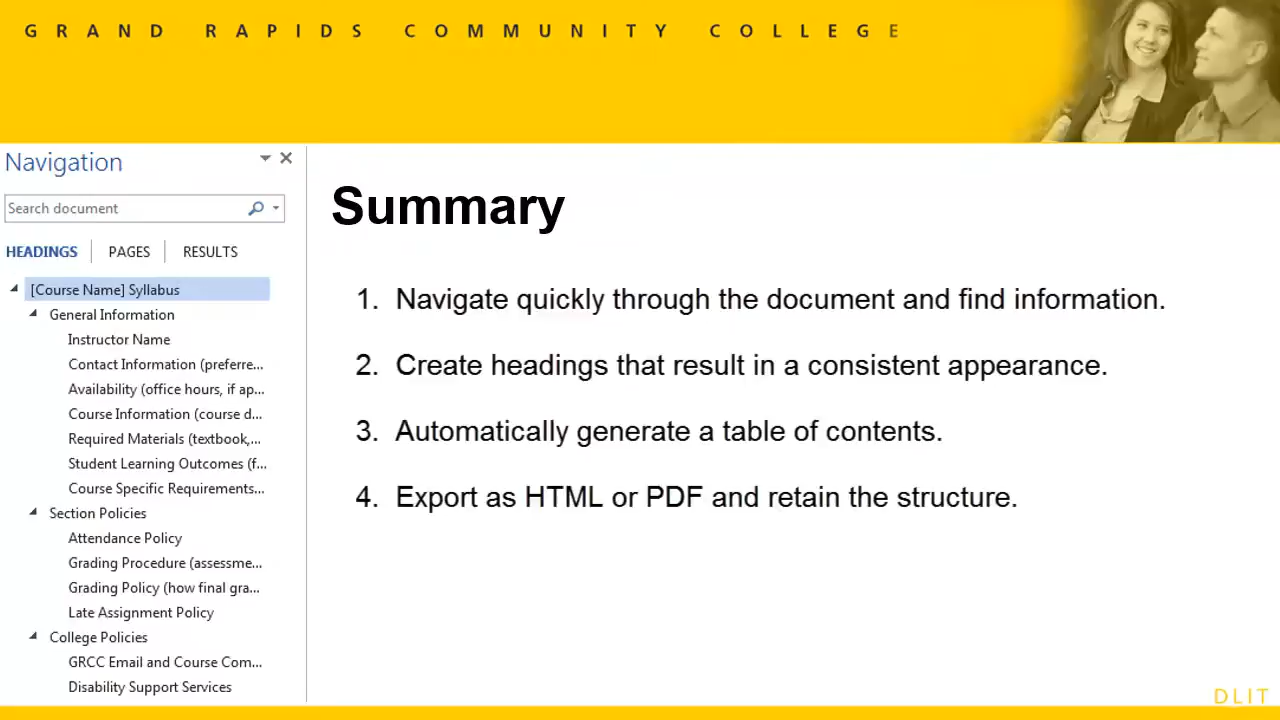 GRAND RAPIDS COMMUNITY COLLEGE
Navigation
Search document
HEADINGS PAGES RESULTS
[Course Name] Syllabus
General Information
Instructor Name
Contact Information (preferre...
Availability (office hours, if ap...
Course Information (course d...
Required Materials (textbook,...
Student Learning Outcomes (f...
Course Specific Requirements...
Section Policies
Attendance Policy
Grading Procedure (assessme...
Grading Policy (how final gra...
Late Assignment Policy
College Policies
GRCC Email and Course Com...
Disability Support Services
Summary
1. Navigate quickly through the document and find information.
2. Create headings that result in a consistent appearance.
3. Automatically generate a table of contents.
4. Export as HTML or PDF and retain the structure.
DLIT